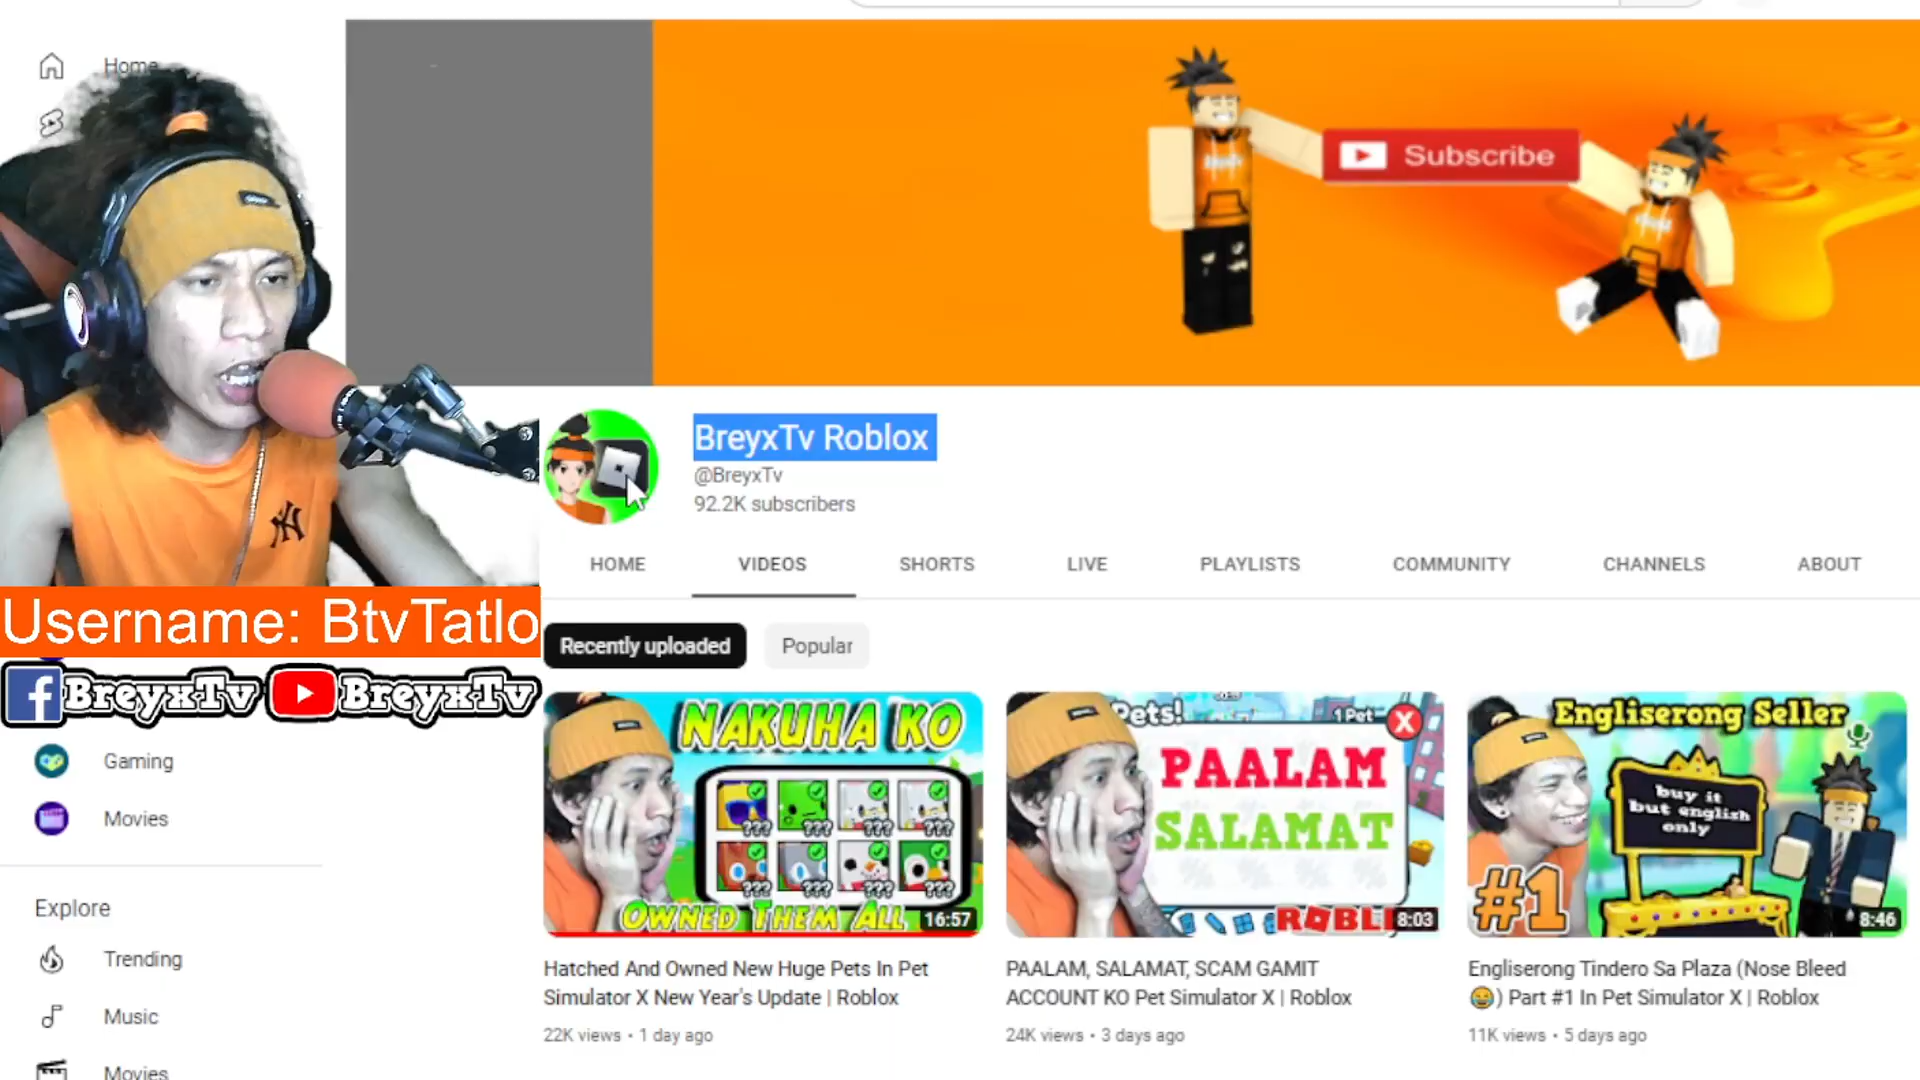 Home
Subscribe
BreyxTv Roblox
@BreyxTv
92.2K subscribers
HOME
VIDEOS
SHORTS
LIVE
PLAYLISTS
COMMUNITY
CHANNELS
ABOUT
Username: BtvTatlo
BreyxTv
BreyxTv
Recently uploaded
Popular
Gaming
Movies
Explore
Trending
Music
Movies
NAKUHA KO
???
???
???
???
???
???
???
???
OWNED THEM ALL
16:57
Hatched And Owned New Huge Pets In Pet
Simulator X New Year's Update | Roblox
22K views • 1 day ago
Pets!
1 Pet
X
PAALAM
SALAMAT
ROBL
8:03
PAALAM, SALAMAT, SCAM GAMIT
ACCOUNT KO Pet Simulator X | Roblox
24K views • 3 days ago
Engliserong Seller
buy it
but english
only
#1
8:46
Engliserong Tindero Sa Plaza (Nose Bleed
😂) Part #1 In Pet Simulator X | Roblox
11K views • 5 days ago